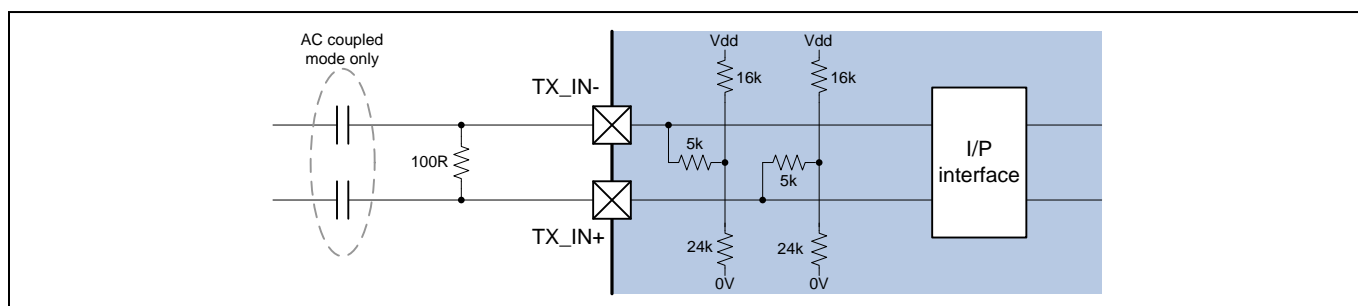 AC coupled
mode only
TX_IN-
Vdd
Vdd
16k
16k
100R
5k
5k
I/P
interface
TX_IN+
24k
24k
0V
0V